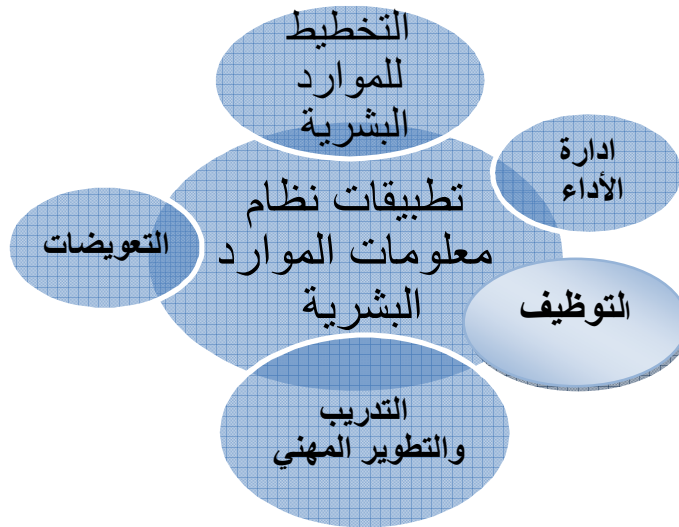 التخطيط
للموارد
البشرية
ادارة
الأداء
تطبيقات نظام
معلومات الموارد
البشرية
التعويضات
التوظيف
التدريب
والتطوير المهني